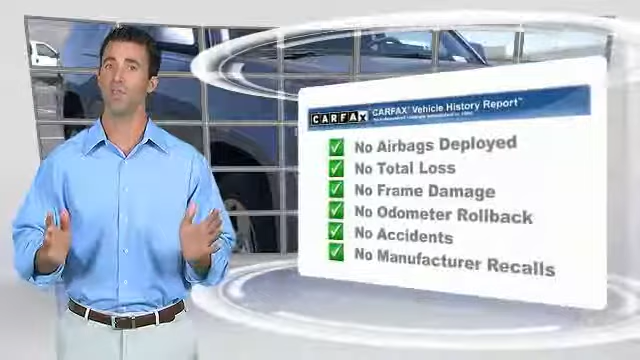 CARFAX CARFAX Vehicle History Report™
No Airbags Deployed
No Total Loss
No Frame Damage
No Odometer Rollback
No Accidents
No Manufacturer Recalls